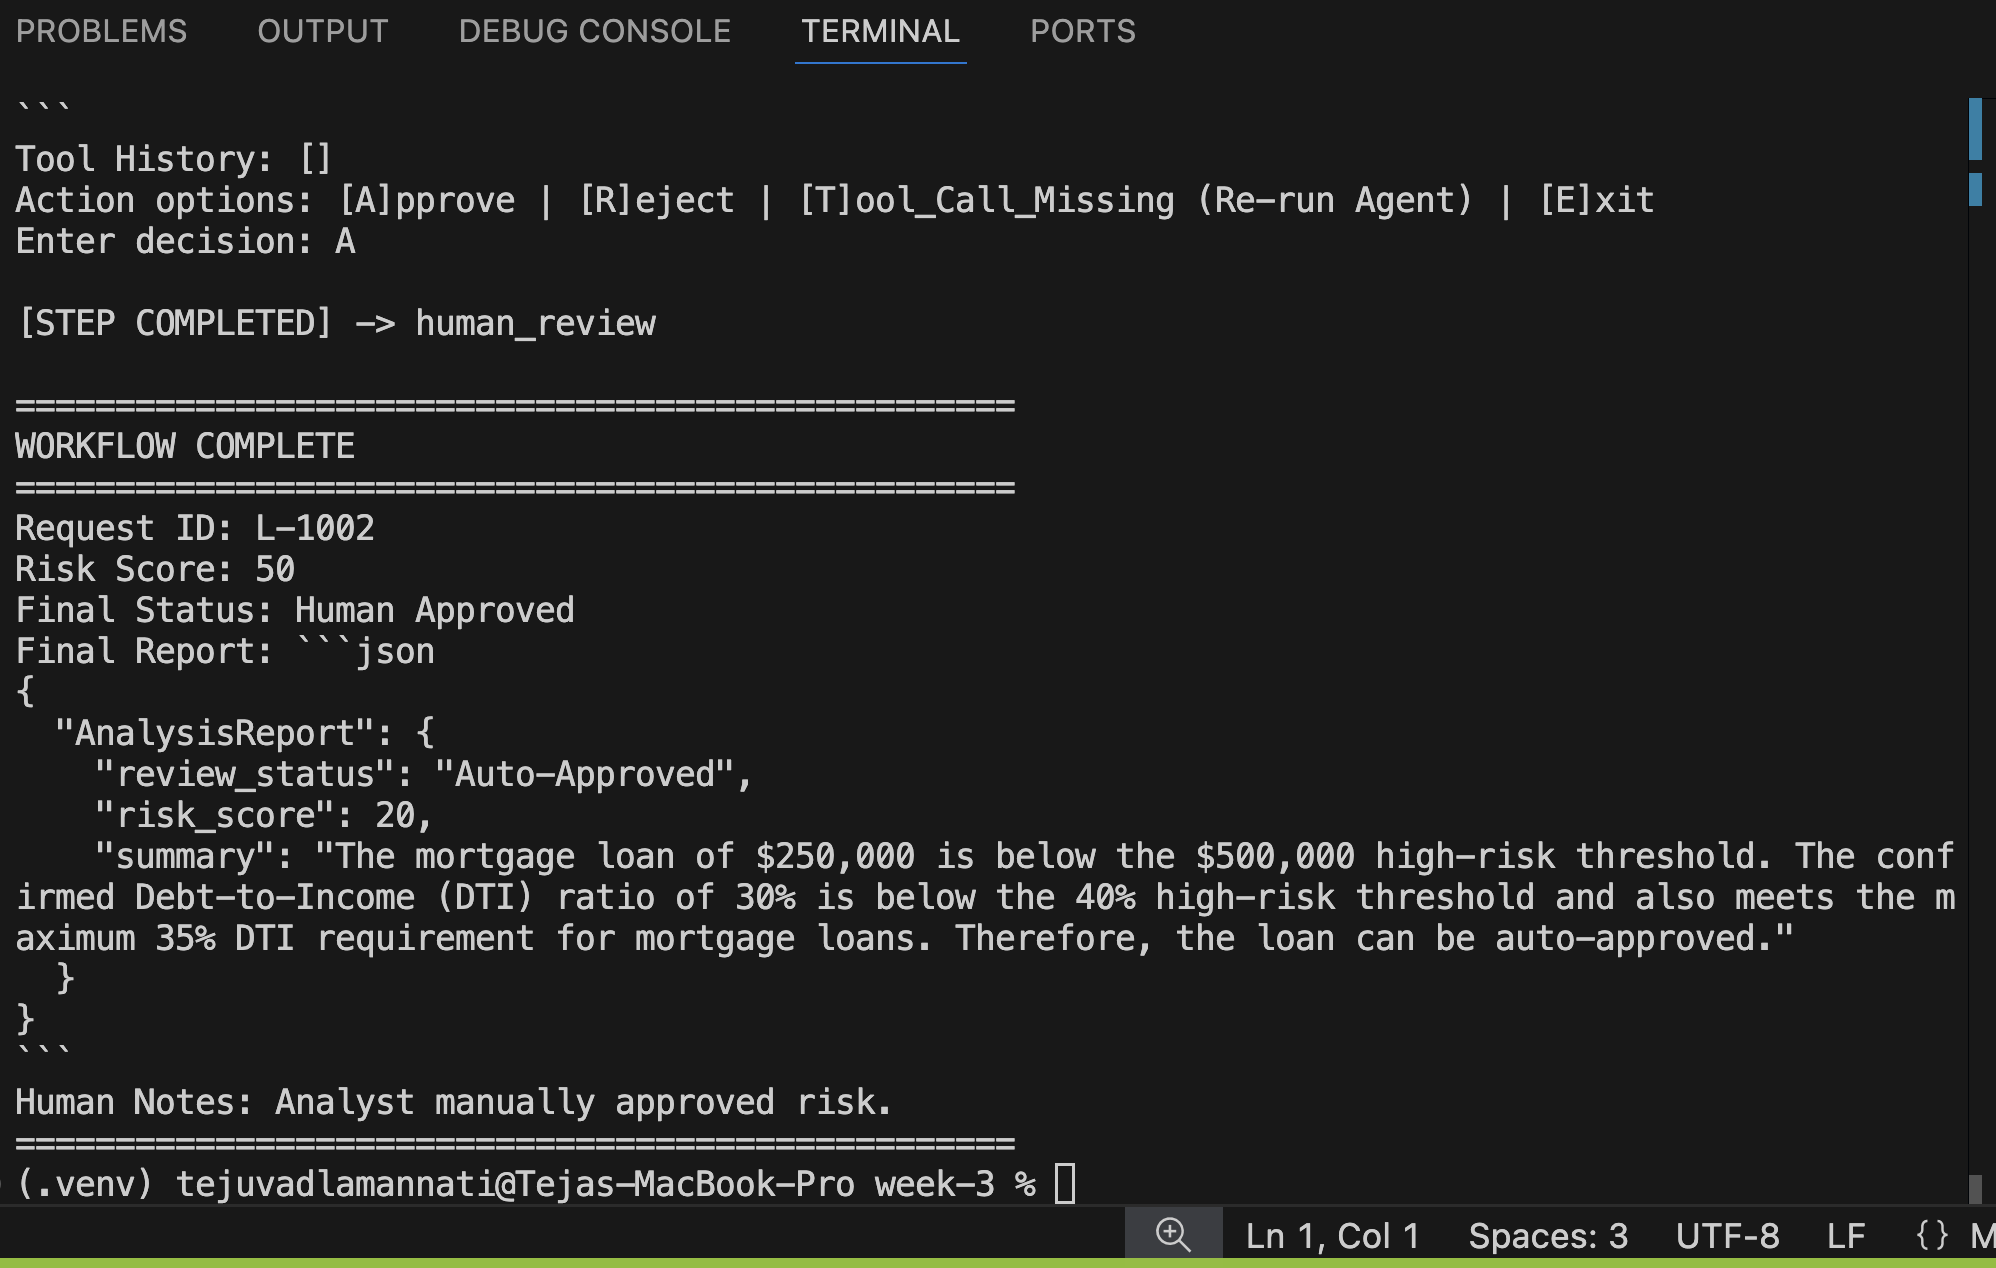 PROBLEMS OUTPUT DEBUG CONSOLE TERMINAL PORTS
```
Tool History: []
Action options: [A]pprove | [R]eject | [T]ool_Call_Missing (Re-run Agent) | [E]xit
Enter decision: A
[STEP COMPLETED] -> human_review
==================================================
WORKFLOW COMPLETE
==================================================
Request ID: L-1002
Risk Score: 50
Final Status: Human Approved
Final Report: ```json
{
  "AnalysisReport": {
    "review_status": "Auto-Approved",
    "risk_score": 20,
    "summary": "The mortgage loan of $250,000 is below the $500,000 high-risk threshold. The conf
irmed Debt-to-Income (DTI) ratio of 30% is below the 40% high-risk threshold and also meets the m
aximum 35% DTI requirement for mortgage loans. Therefore, the loan can be auto-approved."
  }
}
```
Human Notes: Analyst manually approved risk.
==================================================
(.venv) tejuvadlamannati@Tejas-MacBook-Pro week-3 %
Ln 1, Col 1 Spaces: 3 UTF-8 LF {} M